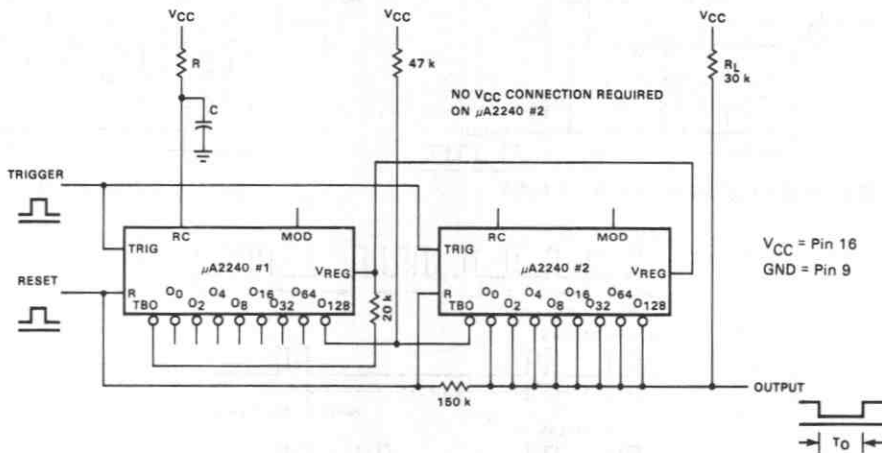 VCC
VCC
VCC
R
47 k
RL
30 k
C
NO VCC CONNECTION REQUIRED
ON μA2240 #2
TRIGGER
TRIG
RC
MOD
μA2240 #1
VREG
TRIG
RC
MOD
μA2240 #2
VREG
VCC = Pin 16
GND = Pin 9
RESET
R
TBO
O0
O2
O4
O8
O16
O32
O64
O128
20 k
R
TBO
O0
O2
O4
O8
O16
O32
O64
O128
150 k
OUTPUT
TO